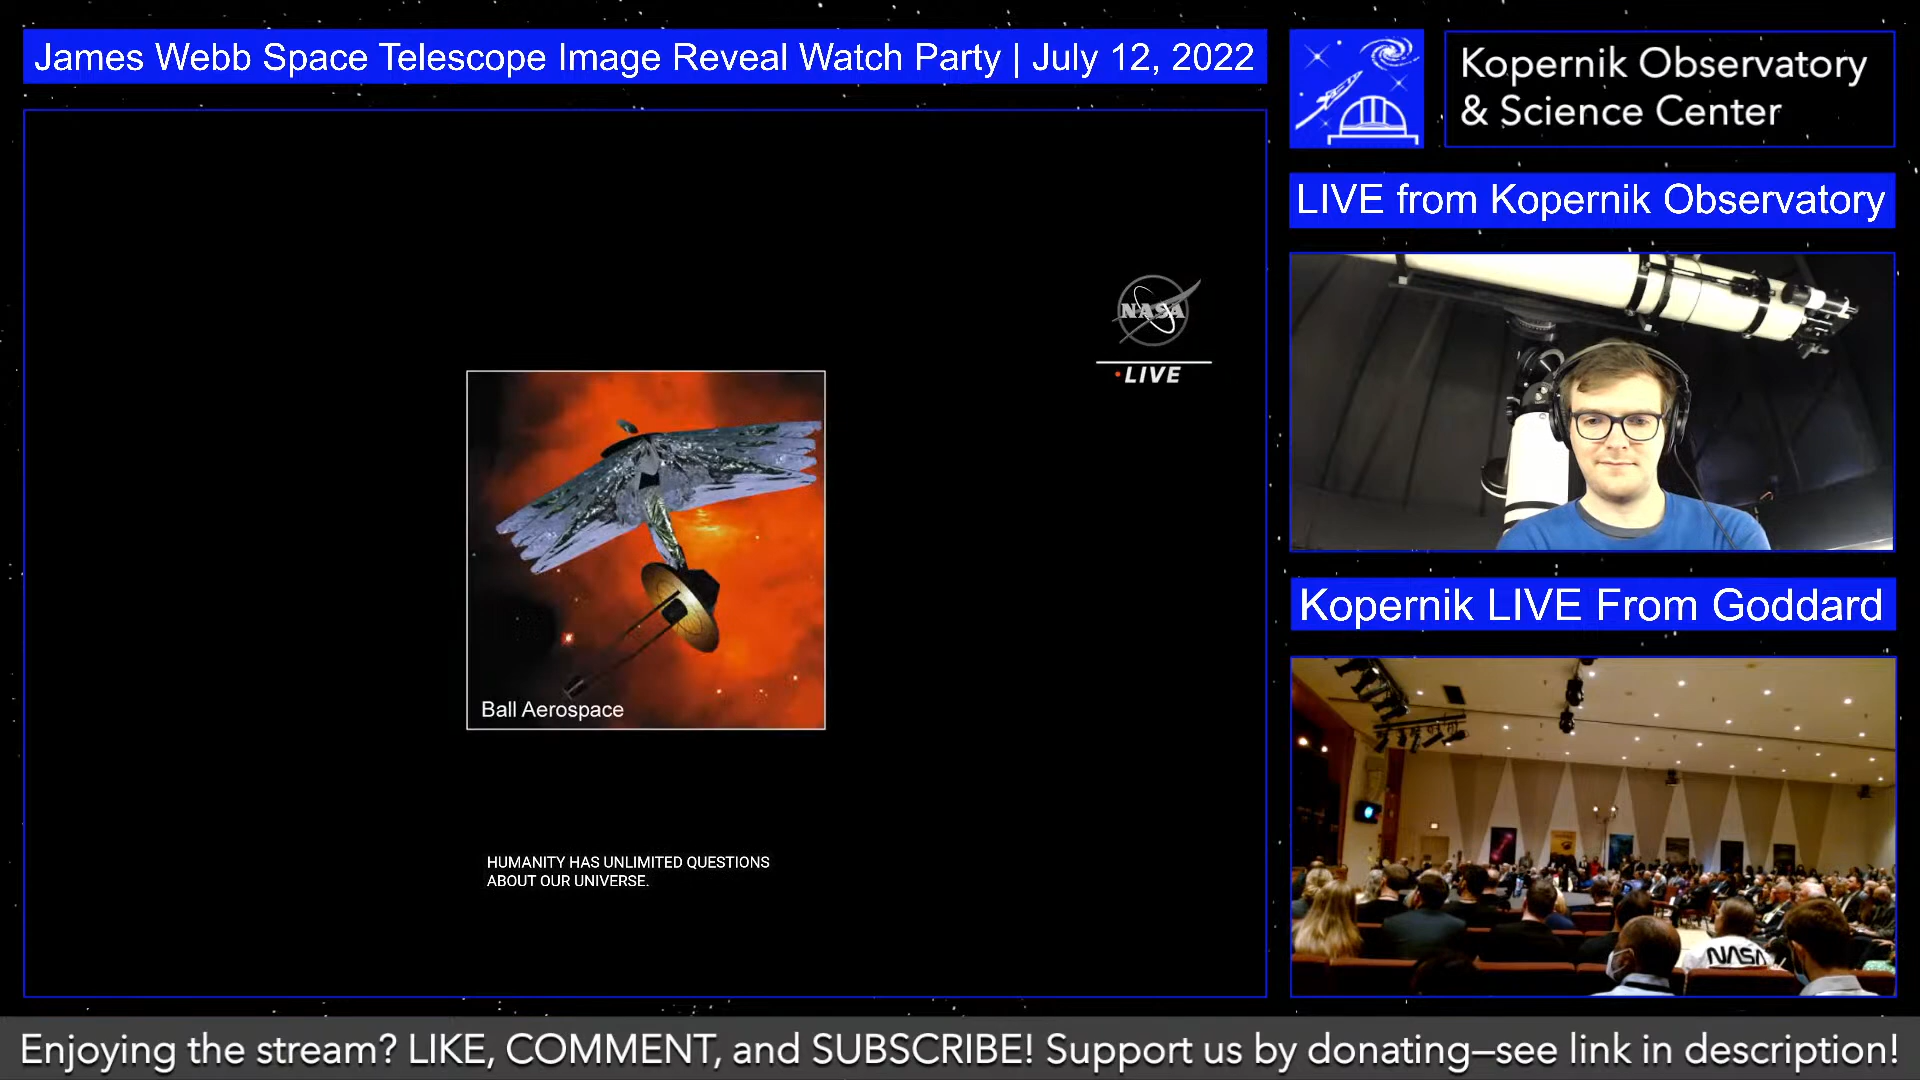 James Webb Space Telescope Image Reveal Watch Party | July 12, 2022
Kopernik Observatory
& Science Center
LIVE from Kopernik Observatory
NASA
LIVE
Ball Aerospace
HUMANITY HAS UNLIMITED QUESTIONS
ABOUT OUR UNIVERSE.
Kopernik LIVE From Goddard
NASA
Enjoying the stream? LIKE, COMMENT, and SUBSCRIBE! Support us by donating—see link in description!